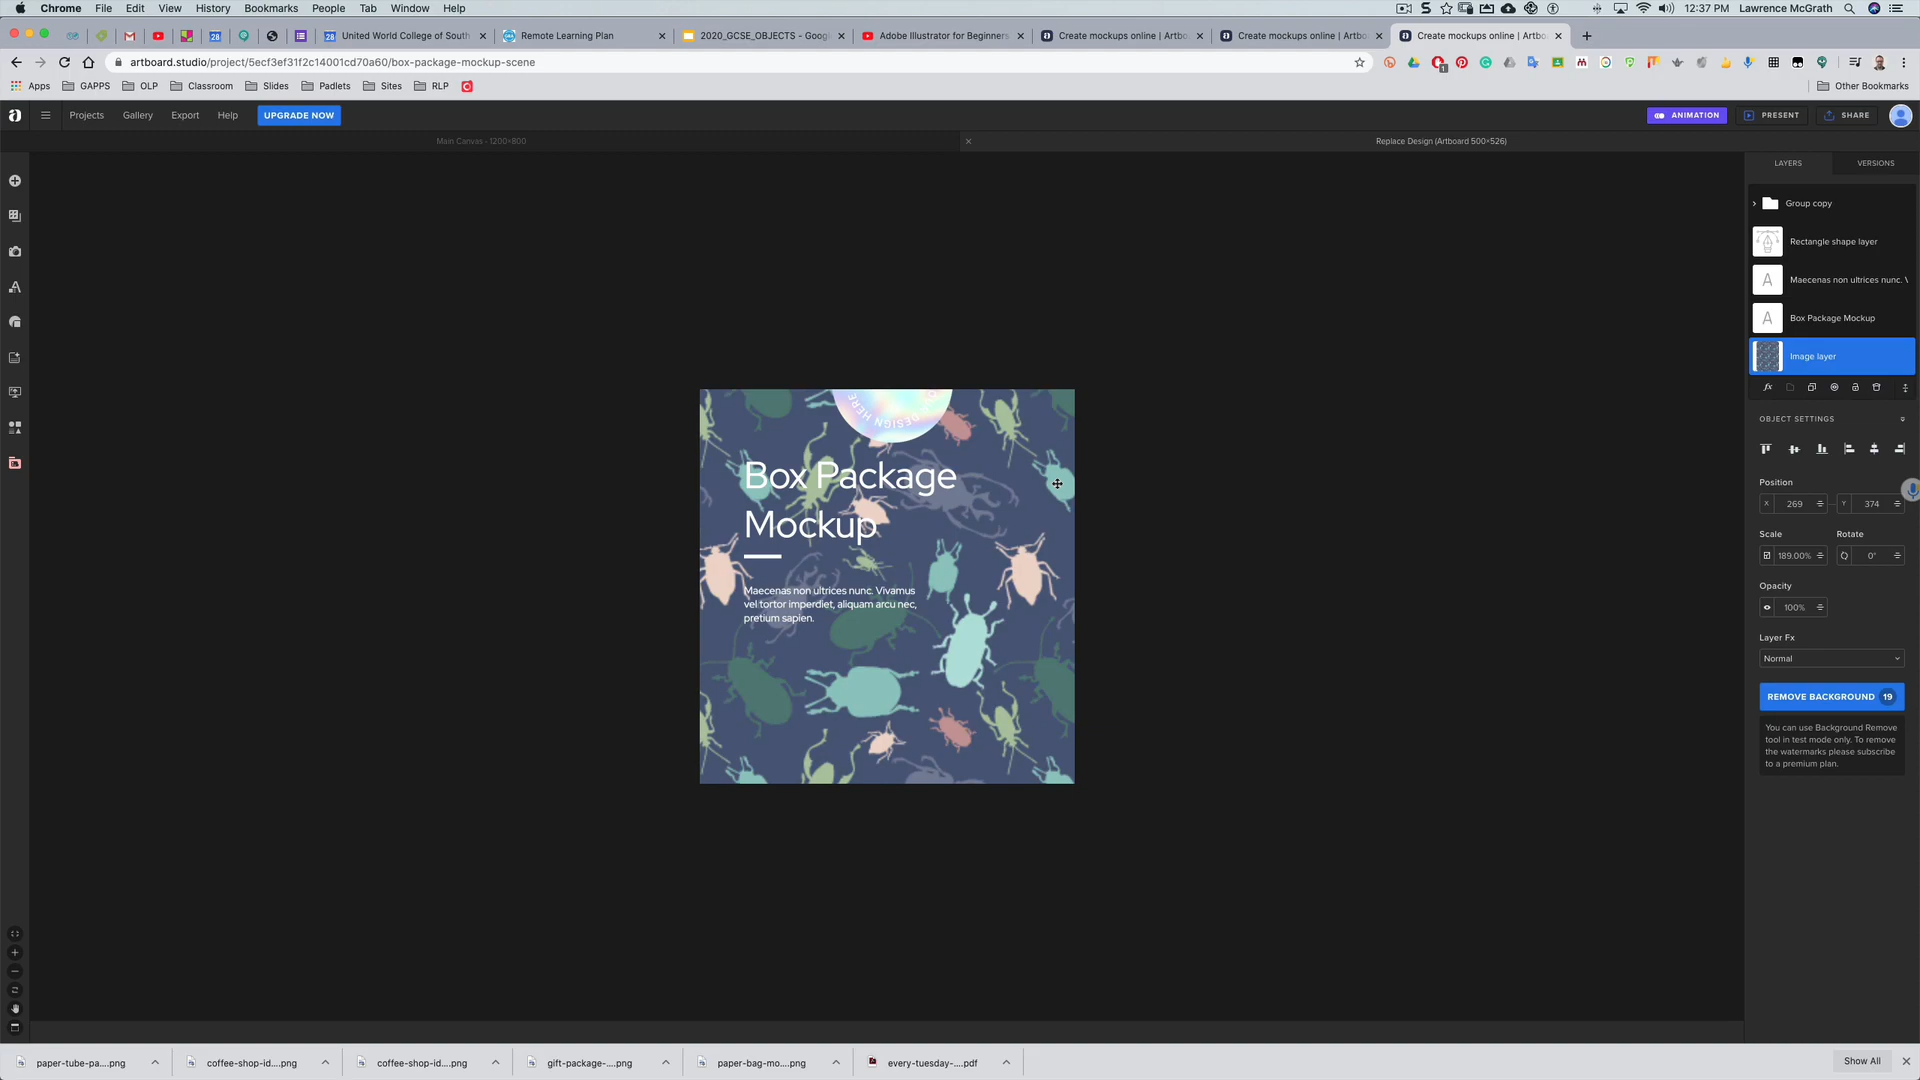 Chrome File Edit View History Bookmarks People Tab Window Help
12:37 PM Lawrence McGrath
United World College of South
Remote Learning Plan
2020_GCSE_OBJECTS - Goog
Adobe Illustrator for Beginners
Create mockups online | Artbo
Create mockups online | Artbo
Create mockups online | Artbo
artboard.studio/project/5ecf3ef31f2c14001cd70a60/box-package-mockup-scene
Apps GAPPS OLP Classroom Slides Padlets Sites RLP Other Bookmarks
Projects Gallery Export Help UPGRADE NOW ANIMATION PRESENT SHARE
Main Canvas - 1200×800
Replace Design (Artboard 500×526)
LAYERS VERSIONS
Group copy
Rectangle shape layer
Maecenas non ultrices nunc. V
Box Package Mockup
Image layer
OBJECT SETTINGS
Position
X 269 Y 374
Scale Rotate
189.00% 0°
Opacity
100%
Layer Fx
Normal
REMOVE BACKGROUND 19
You can use Background Remove
tool in test mode only. To remove
the watermarks please subscribe
to a premium plan.
DESIGN HERE
Box Package
Mockup
Maecenas non ultrices nunc. Vivamus
vel tortor imperdiet, aliquam arcu nec,
pretium sapien.
paper-tube-pa....png
coffee-shop-id....png
coffee-shop-id....png
gift-package-....png
paper-bag-mo....png
every-tuesday-....pdf
Show All